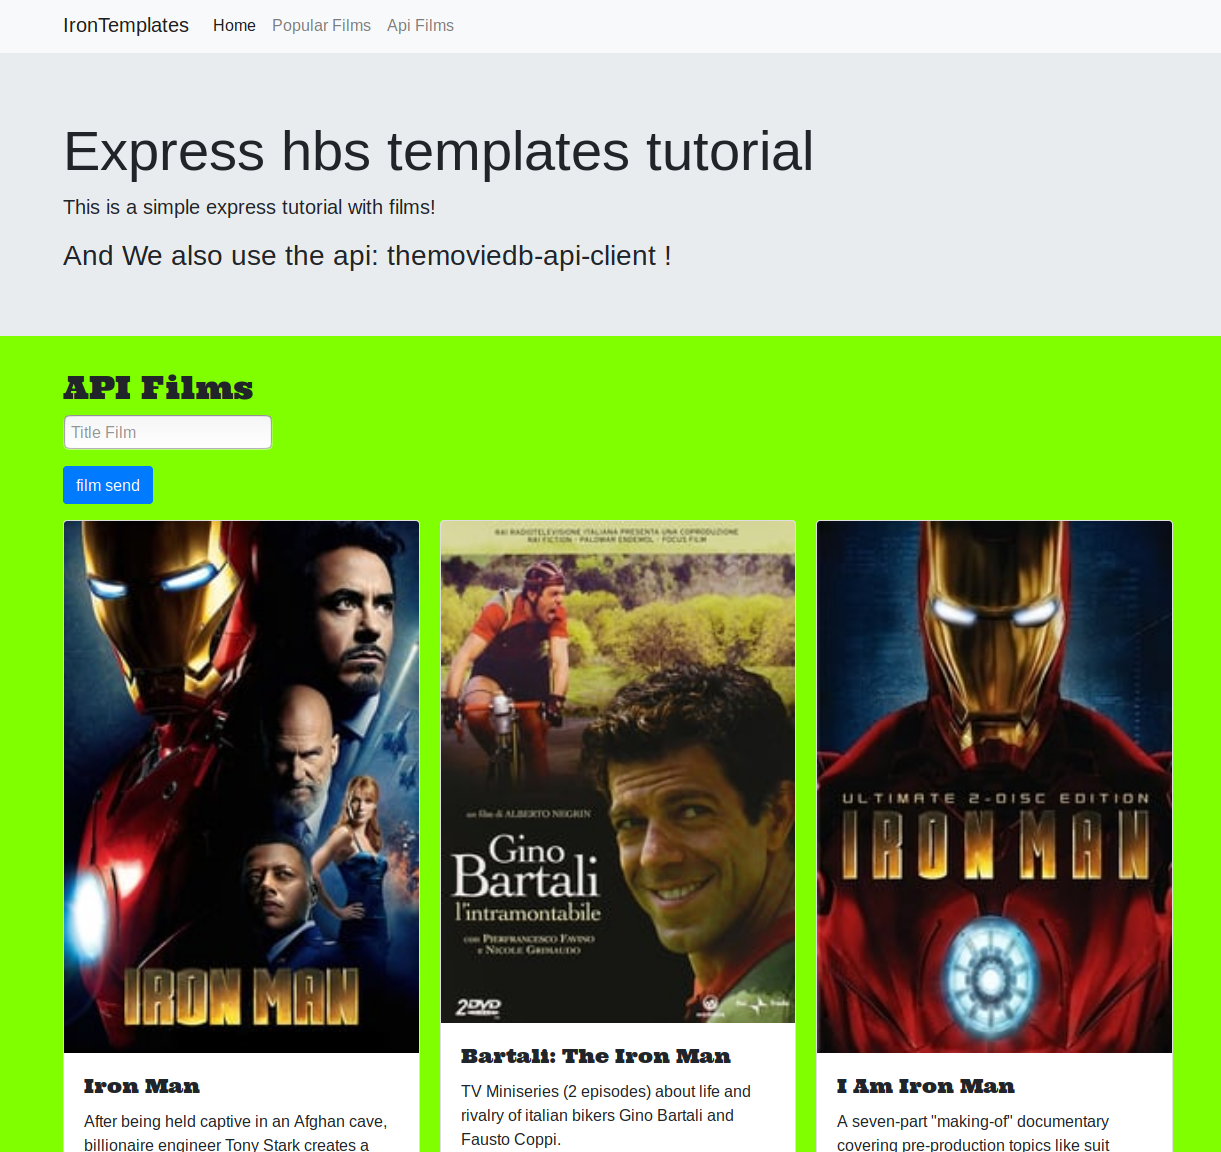 IronTemplates Home Popular Films Api Films
Express hbs templates tutorial
This is a simple express tutorial with films!
And We also use the api: themoviedb-api-client !
API Films
Title Film
film send
IRON MAN
Iron Man
After being held captive in an Afghan cave,
billionaire engineer Tony Stark creates a
RAI RADIOTELEVISIONE ITALIANA PRESENTA UNA COPRODUZIONE
RAI FICTION - PALOMAR ENDEMOL - FOCUS FILM
un film di ALBERTO NEGRIN
Gino
Bartali
l'intramontabile
con PIERFRANCESCO FAVINO
e NICOLE GRIMAUDO
2DVD
Rai Trade
Bartali: The Iron Man
TV Miniseries (2 episodes) about life and
rivalry of italian bikers Gino Bartali and
Fausto Coppi.
ULTIMATE 2-DISC EDITION
IRON MAN
I Am Iron Man
A seven-part "making-of" documentary
covering pre-production topics like suit